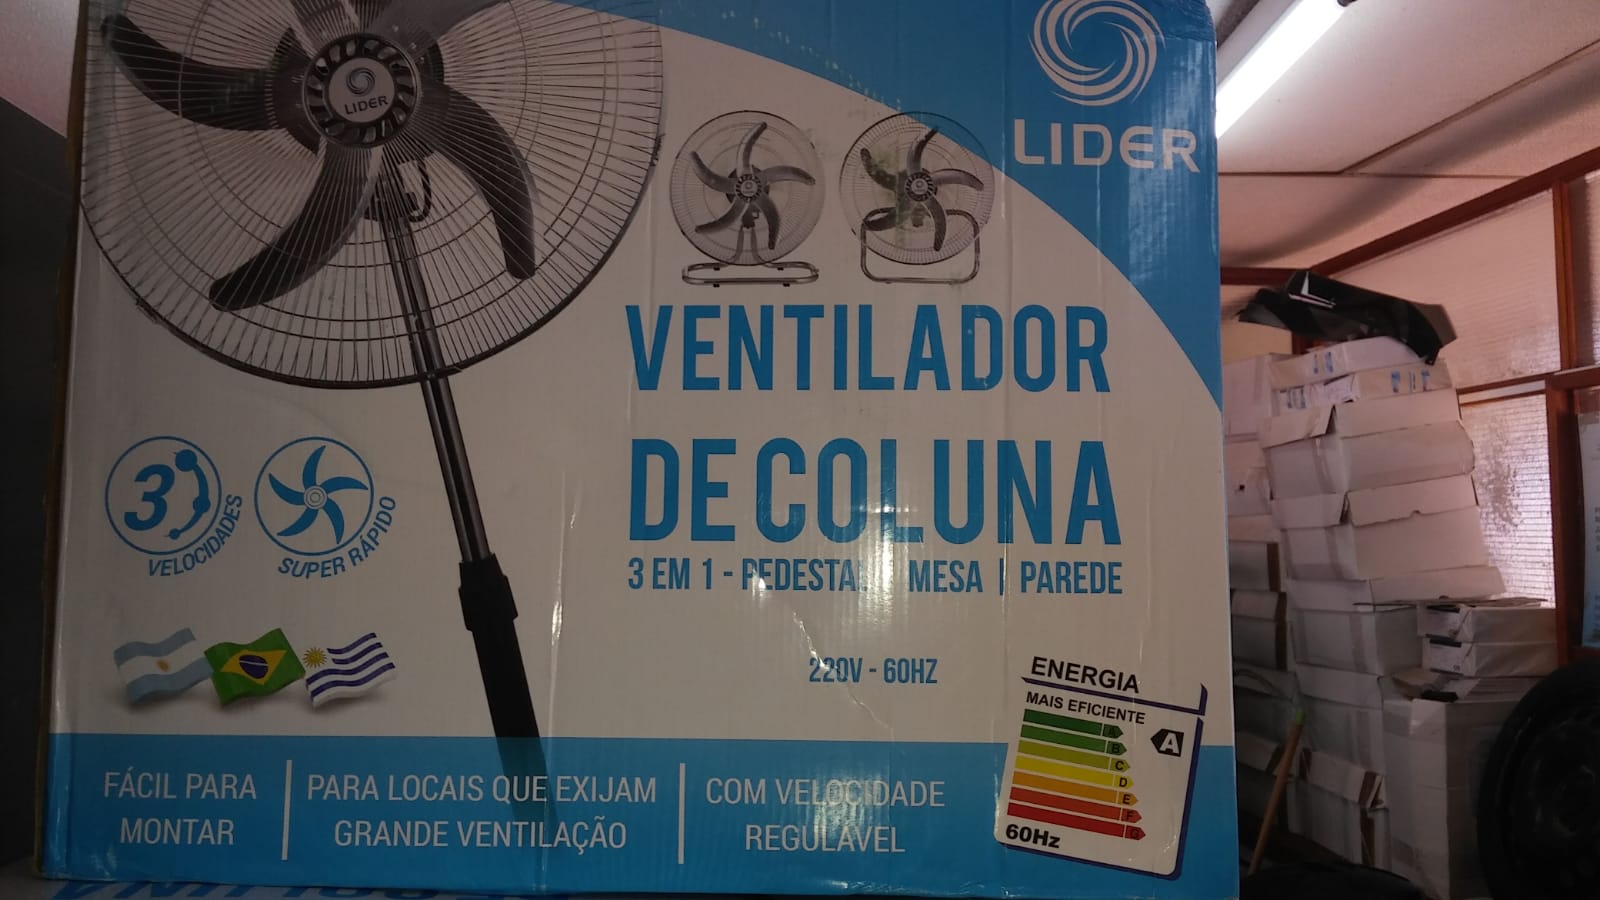 LIDER
LIDER
VENTILADOR
DE COLUNA
3 EM 1 - PEDESTAL | MESA | PAREDE
3 VELOCIDADES
SUPER RÁPIDO
220V - 60HZ
ENERGIA
MAIS EFICIENTE
A
B
C
D
E
F
G
A
60Hz
FÁCIL PARA
MONTAR
PARA LOCAIS QUE EXIJAM
GRANDE VENTILAÇÃO
COM VELOCIDADE
REGULAVEL